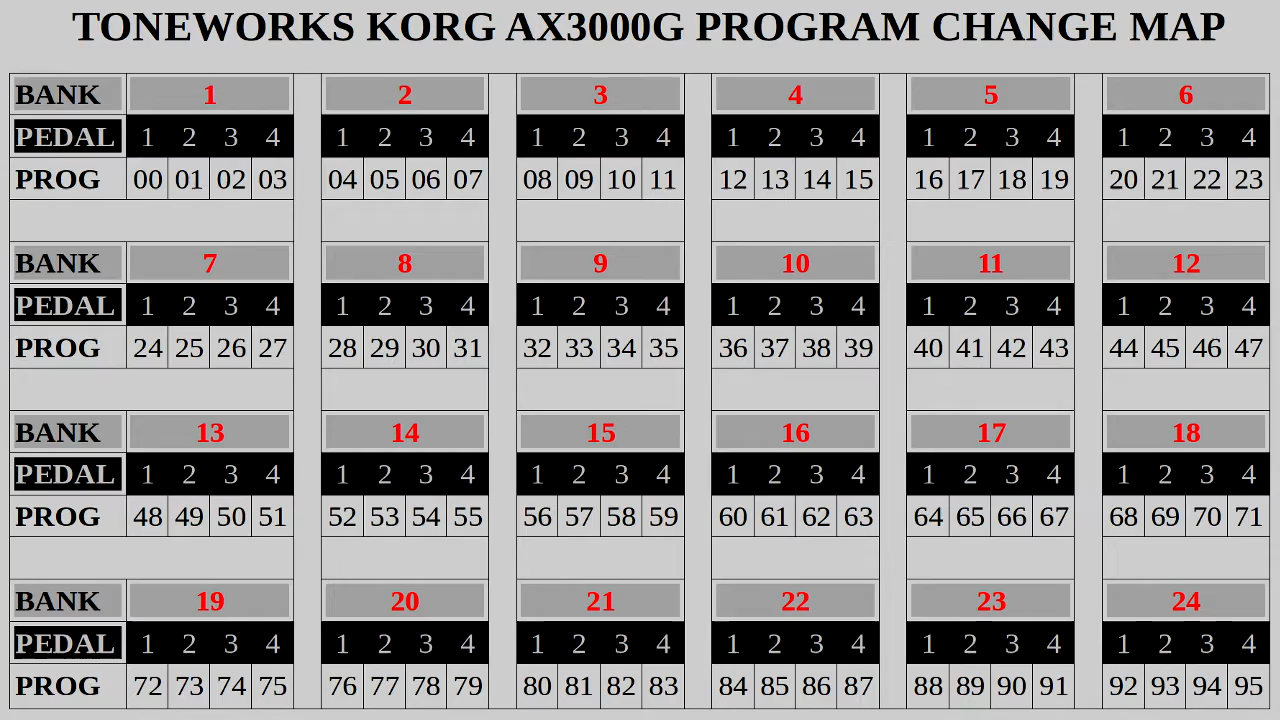 TONEWORKS KORG AX3000G PROGRAM CHANGE MAP
BANK 1 2 3 4 5 6
PEDAL 1 2 3 4 1 2 3 4 1 2 3 4 1 2 3 4 1 2 3 4 1 2 3 4
PROG 00 01 02 03 04 05 06 07 08 09 10 11 12 13 14 15 16 17 18 19 20 21 22 23
BANK 7 8 9 10 11 12
PEDAL 1 2 3 4 1 2 3 4 1 2 3 4 1 2 3 4 1 2 3 4 1 2 3 4
PROG 24 25 26 27 28 29 30 31 32 33 34 35 36 37 38 39 40 41 42 43 44 45 46 47
BANK 13 14 15 16 17 18
PEDAL 1 2 3 4 1 2 3 4 1 2 3 4 1 2 3 4 1 2 3 4 1 2 3 4
PROG 48 49 50 51 52 53 54 55 56 57 58 59 60 61 62 63 64 65 66 67 68 69 70 71
BANK 19 20 21 22 23 24
PEDAL 1 2 3 4 1 2 3 4 1 2 3 4 1 2 3 4 1 2 3 4 1 2 3 4
PROG 72 73 74 75 76 77 78 79 80 81 82 83 84 85 86 87 88 89 90 91 92 93 94 95